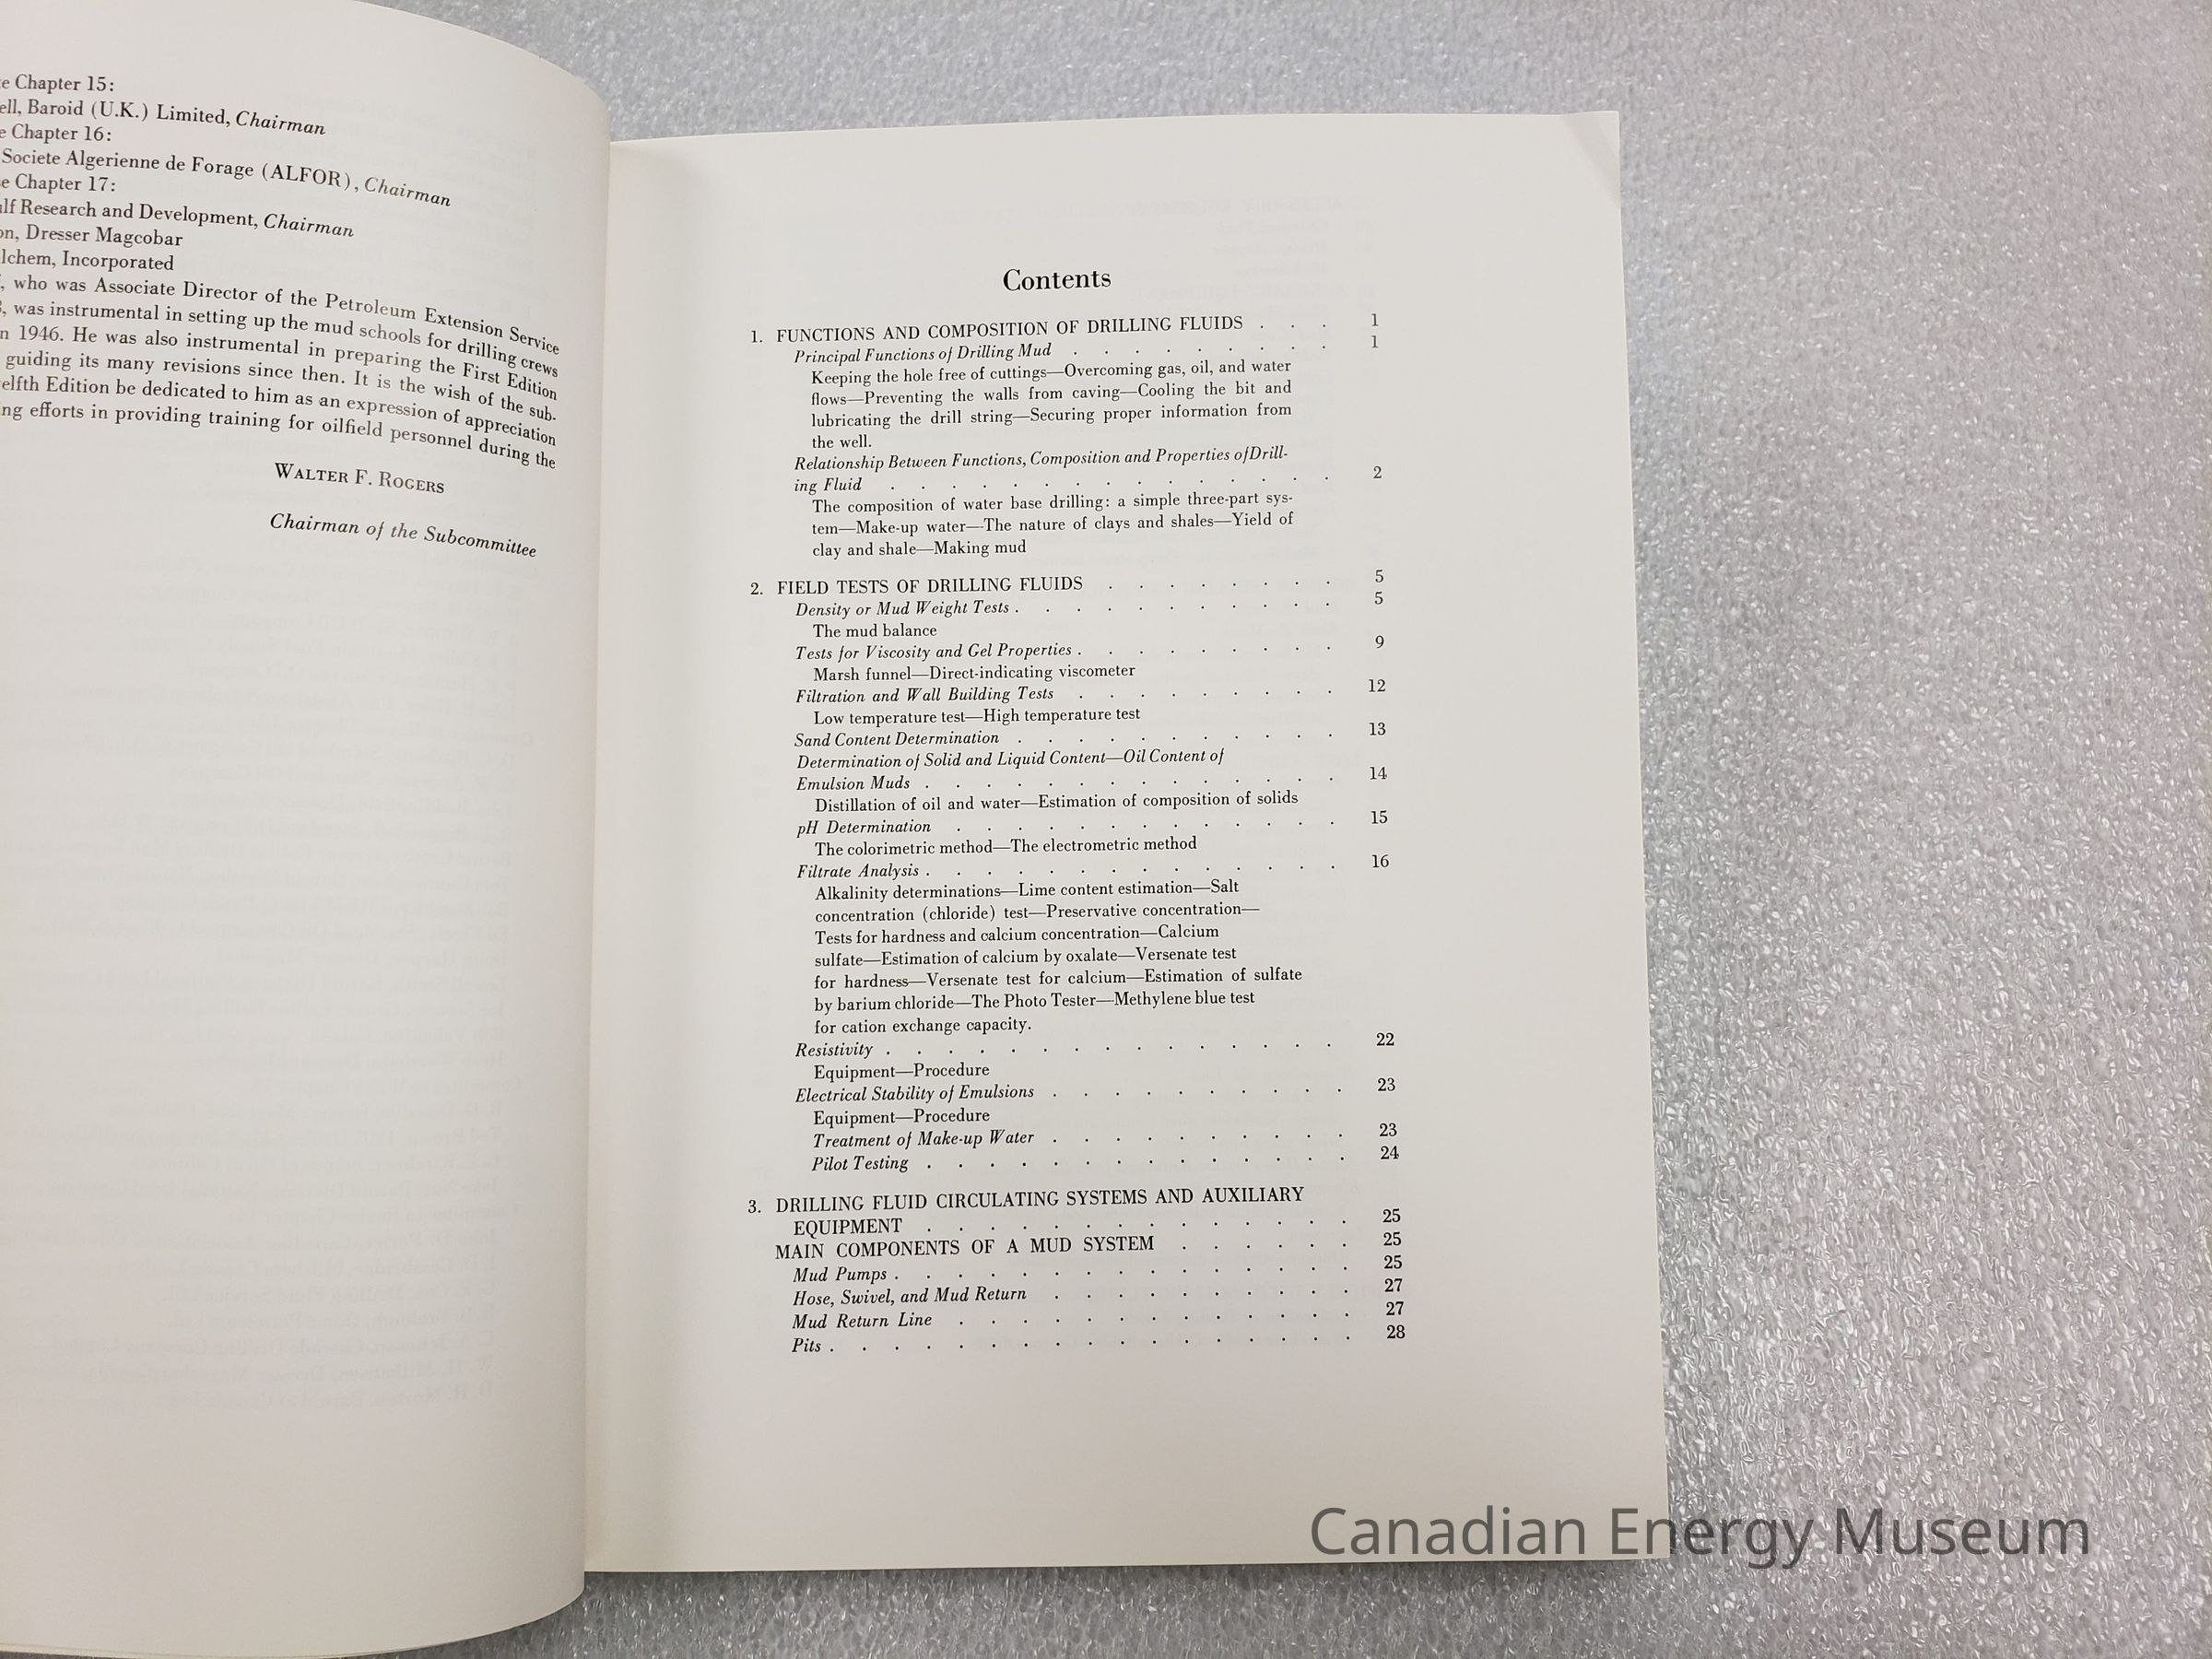 e Chapter 15:
ell, Baroid (U.K.) Limited, Chairman
e Chapter 16:
Societe Algerienne de Forage (ALFOR), Chairman
e Chapter 17:
lf Research and Development, Chairman
on, Dresser Magcobar
lchem, Incorporated
, who was Associate Director of the Petroleum Extension Service
, was instrumental in setting up the mud schools for drilling crews
n 1946. He was also instrumental in preparing the First Edition
guiding its many revisions since then. It is the wish of the sub-
elfth Edition be dedicated to him as an expression of appreciation
ng efforts in providing training for oilfield personnel during the
WALTER F. ROGERS
Chairman of the Subcommittee
Contents
1. FUNCTIONS AND COMPOSITION OF DRILLING FLUIDS . . . 1
Principal Functions of Drilling Mud . . . . . . . . . 1
Keeping the hole free of cuttings—Overcoming gas, oil, and water
flows—Preventing the walls from caving—Cooling the bit and
lubricating the drill string—Securing proper information from
the well.
Relationship Between Functions, Composition and Properties ofDrill-
ing Fluid . . . . . . . . . . . . . . . 2
The composition of water base drilling: a simple three-part sys-
tem—Make-up water—The nature of clays and shales—Yield of
clay and shale—Making mud
2. FIELD TESTS OF DRILLING FLUIDS . . . . . . . . 5
Density or Mud Weight Tests . . . . . . . . . . . 5
The mud balance
Tests for Viscosity and Gel Properties . . . . . . . . . 9
Marsh funnel—Direct-indicating viscometer
Filtration and Wall Building Tests . . . . . . . . . 12
Low temperature test—High temperature test
Sand Content Determination . . . . . . . . . . . 13
Determination of Solid and Liquid Content—Oil Content of
Emulsion Muds . . . . . . . . . . . . . . 14
Distillation of oil and water—Estimation of composition of solids
pH Determination . . . . . . . . . . . . . 15
The colorimetric method—The electrometric method
Filtrate Analysis . . . . . . . . . . . . . . 16
Alkalinity determinations—Lime content estimation—Salt
concentration (chloride) test—Preservative concentration—
Tests for hardness and calcium concentration—Calcium
sulfate—Estimation of calcium by oxalate—Versenate test
for hardness—Versenate test for calcium—Estimation of sulfate
by barium chloride—The Photo Tester—Methylene blue test
for cation exchange capacity.
Resistivity . . . . . . . . . . . . . . . 22
Equipment—Procedure
Electrical Stability of Emulsions . . . . . . . . . . 23
Equipment—Procedure
Treatment of Make-up Water . . . . . . . . . . 23
Pilot Testing . . . . . . . . . . . . . . 24
3. DRILLING FLUID CIRCULATING SYSTEMS AND AUXILIARY
EQUIPMENT . . . . . . . . . . . . . . 25
MAIN COMPONENTS OF A MUD SYSTEM . . . . . . 25
Mud Pumps . . . . . . . . . . . . . . . 25
Hose, Swivel, and Mud Return . . . . . . . . . . 27
Mud Return Line . . . . . . . . . . . . . 27
Pits . . . . . . . . . . . . . . . . . 28
Canadian Energy Museum